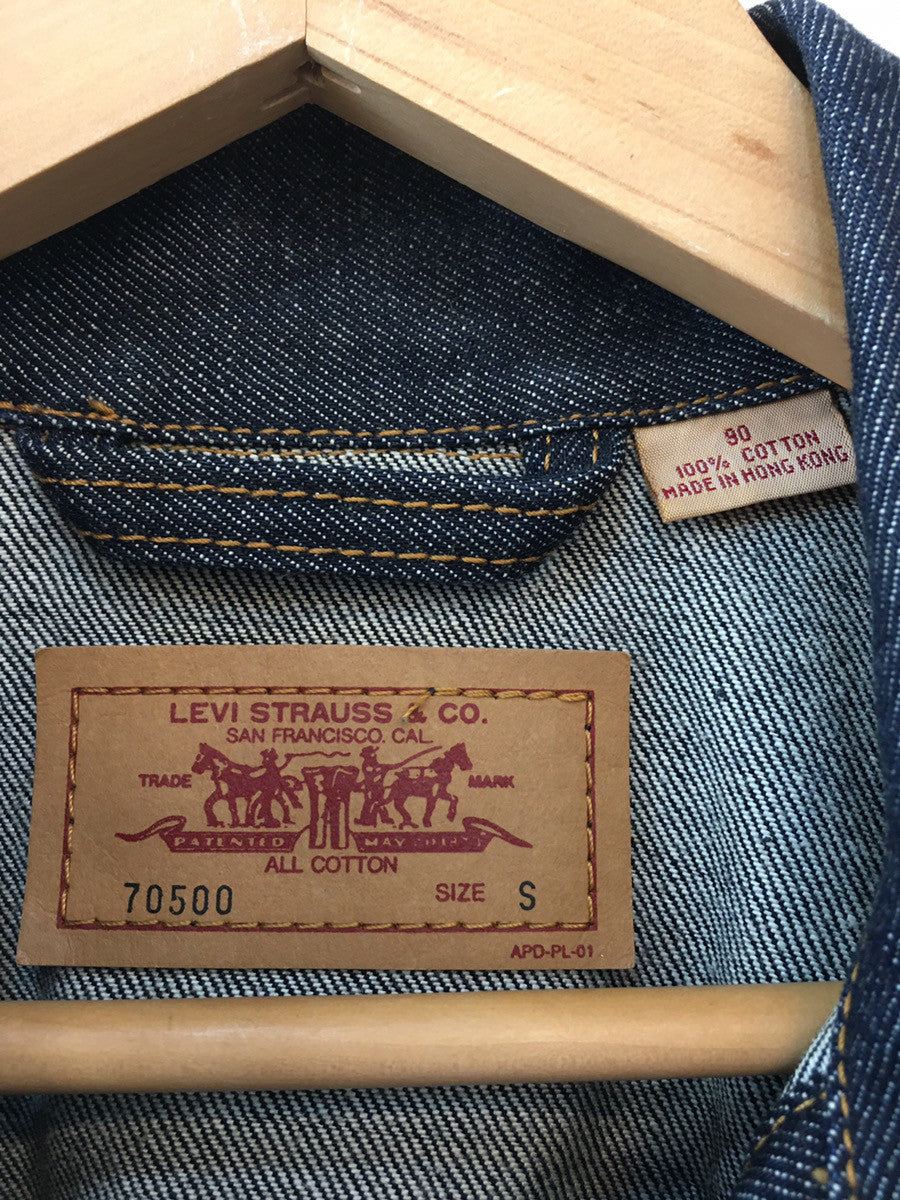 90
100% COTTON
MADE IN HONG KONG
LEVI STRAUSS & CO.
SAN FRANCISCO. CAL.
TRADE MARK
PATENTED MAY
ALL COTTON
70500 SIZE S
APD-PL-01